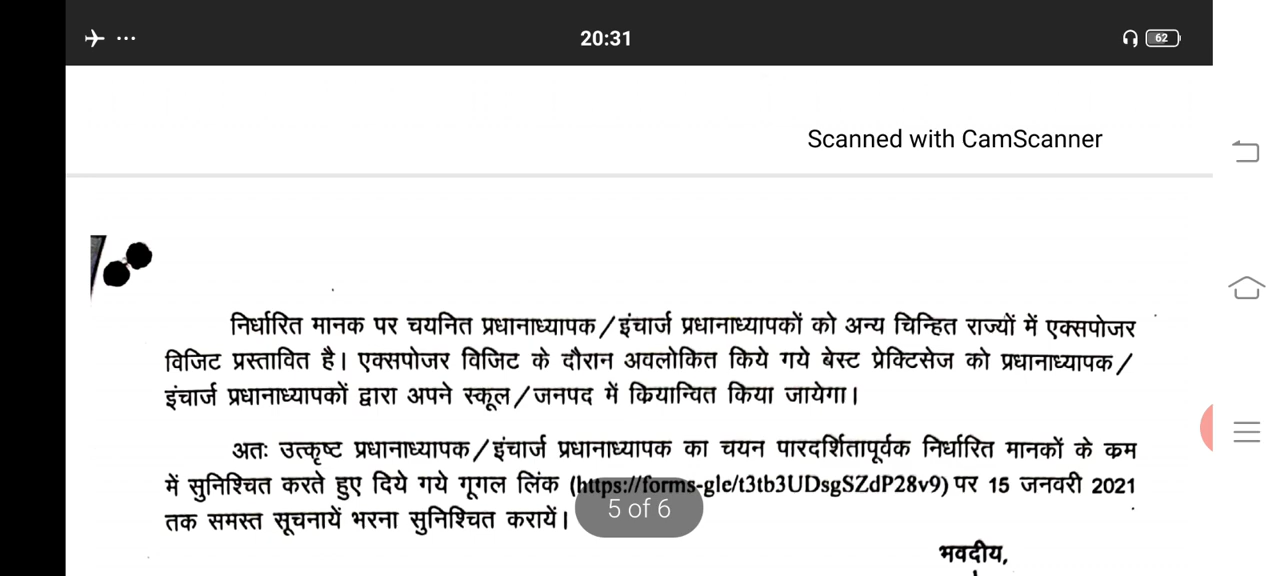 20:31
62
Scanned with CamScanner
निर्धारित मानक पर चयनित प्रधानाध्यापक/इंचार्ज प्रधानाध्यापकों को अन्य चिन्हित राज्यों में एक्सपोजर
विजिट प्रस्तावित है। एक्सपोजर विजिट के दौरान अवलोकित किये गये बेस्ट प्रेक्टिसेज को प्रधानाध्यापक/
इंचार्ज प्रधानाध्यापकों द्वारा अपने स्कूल/जनपद में कियान्वित किया जायेगा।
अतः उत्कृष्ट प्रधानाध्यापक/इंचार्ज प्रधानाध्यापक का चयन पारदर्शितापूर्वक निर्धारित मानकों के कम
में सुनिश्चित करते हुए दिये गये गूगल लिंक (https://forms-gle/t3tb3UDsgSZdP28v9) पर 15 जनवरी 2021
तक समस्त सूचनायें भरना सुनिश्चित करायें।
5 of 6
भवदीय,